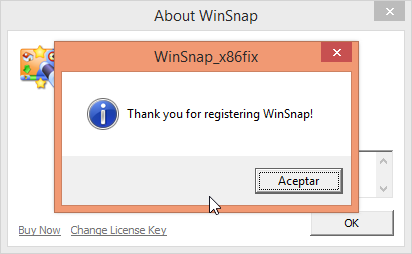 About WinSnap
WinSnap_x86fix
Thank you for registering WinSnap!
Aceptar
Buy Now Change License Key
OK